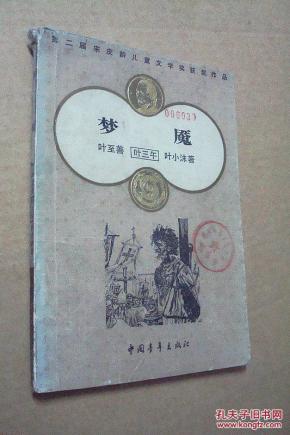 第二届宋庆龄儿童文学奖获奖作品
000031
梦魇
叶至善 叶三午 叶小沫著
中国青年出版社
孔夫子旧书网